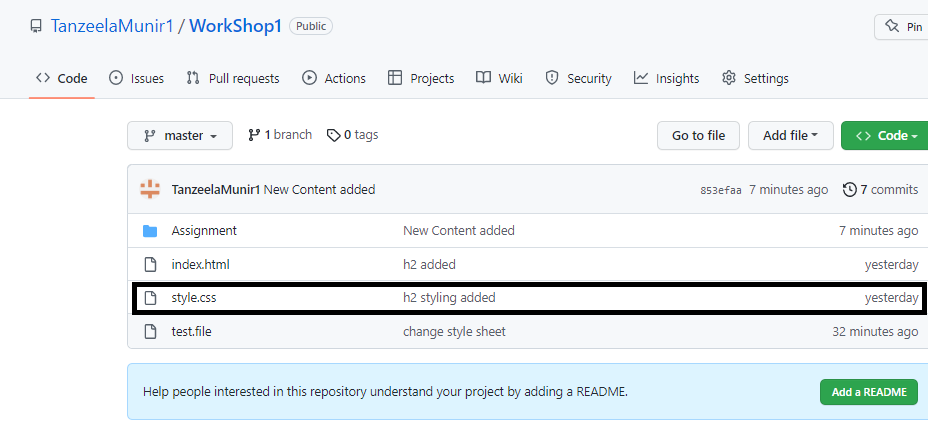 TanzeelaMunir1 / WorkShop1 Public
Pin
Code Issues Pull requests Actions Projects Wiki Security Insights Settings
master 1 branch 0 tags Go to file Add file Code
TanzeelaMunir1 New Content added 853efaa 7 minutes ago 7 commits
Assignment New Content added 7 minutes ago
index.html h2 added yesterday
style.css h2 styling added yesterday
test.file change style sheet 32 minutes ago
Help people interested in this repository understand your project by adding a README. Add a README